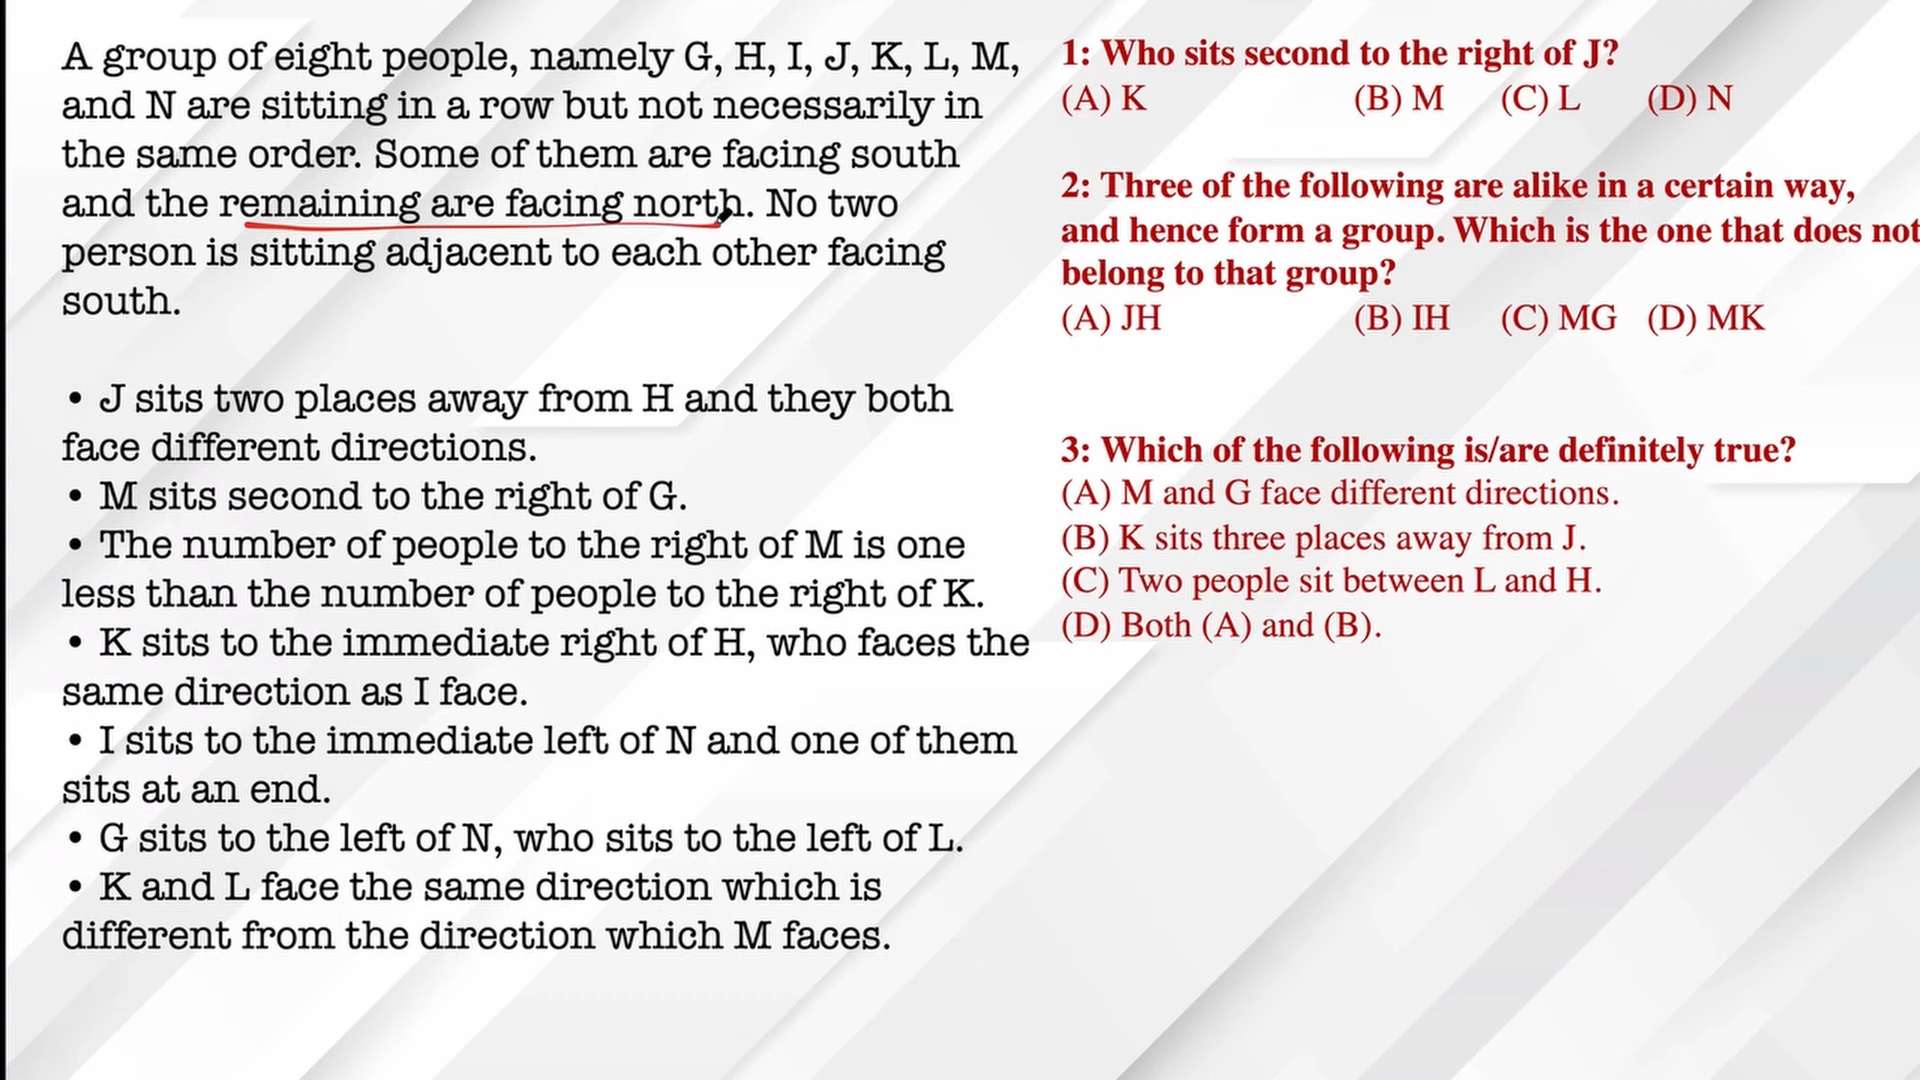 A group of eight people, namely G, H, I, J, K, L, M,
and N are sitting in a row but not necessarily in
the same order. Some of them are facing south
and the remaining are facing north. No two
person is sitting adjacent to each other facing
south.
• J sits two places away from H and they both
face different directions.
• M sits second to the right of G.
• The number of people to the right of M is one
less than the number of people to the right of K.
• K sits to the immediate right of H, who faces the
same direction as I face.
• I sits to the immediate left of N and one of them
sits at an end.
• G sits to the left of N, who sits to the left of L.
• K and L face the same direction which is
different from the direction which M faces.
1: Who sits second to the right of J?
(A) K (B) M (C) L (D) N
2: Three of the following are alike in a certain way,
and hence form a group. Which is the one that does not
belong to that group?
(A) JH (B) IH (C) MG (D) MK
3: Which of the following is/are definitely true?
(A) M and G face different directions.
(B) K sits three places away from J.
(C) Two people sit between L and H.
(D) Both (A) and (B).